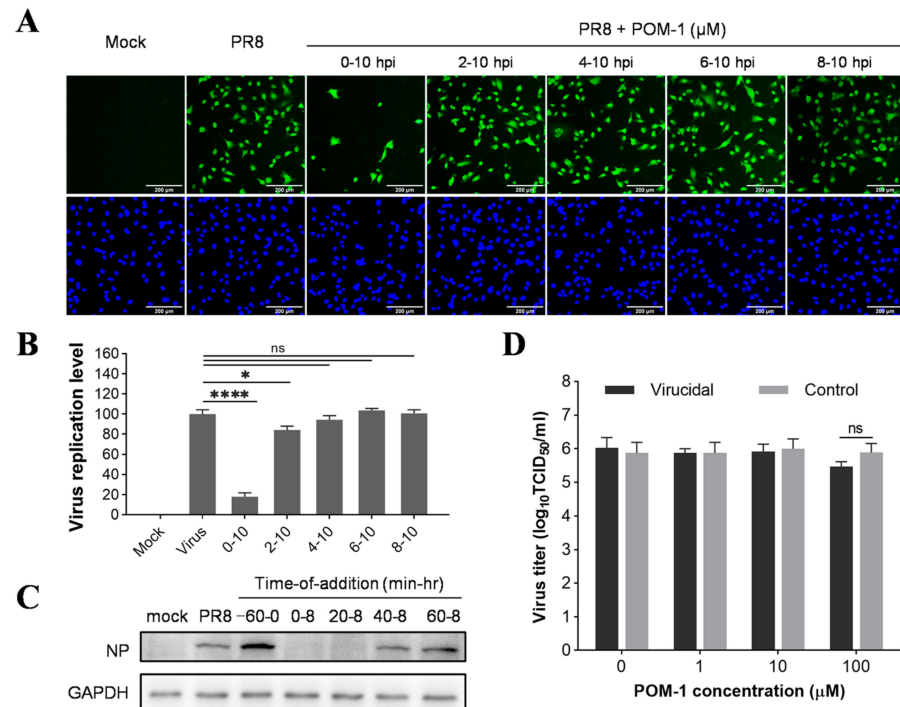 A
Mock
PR8
PR8 + POM-1 (μM)
0-10 hpi
2-10 hpi
4-10 hpi
6-10 hpi
8-10 hpi
200 μm
200 μm
200 μm
200 μm
200 μm
200 μm
200 μm
200 μm
200 μm
200 μm
200 μm
200 μm
200 μm
200 μm
B
Virus replication level
160
140
120
100
80
60
40
20
0
ns
*
****
Mock
Virus
0-10
2-10
4-10
6-10
8-10
C
Time-of-addition (min-hr)
mock PR8 −60-0 0-8 20-8 40-8 60-8
NP
GAPDH
D
Virus titer (log10TCID50/ml)
8
7
6
5
4
3
2
1
0
Virucidal
Control
ns
0 1 10 100
POM-1 concentration (μM)